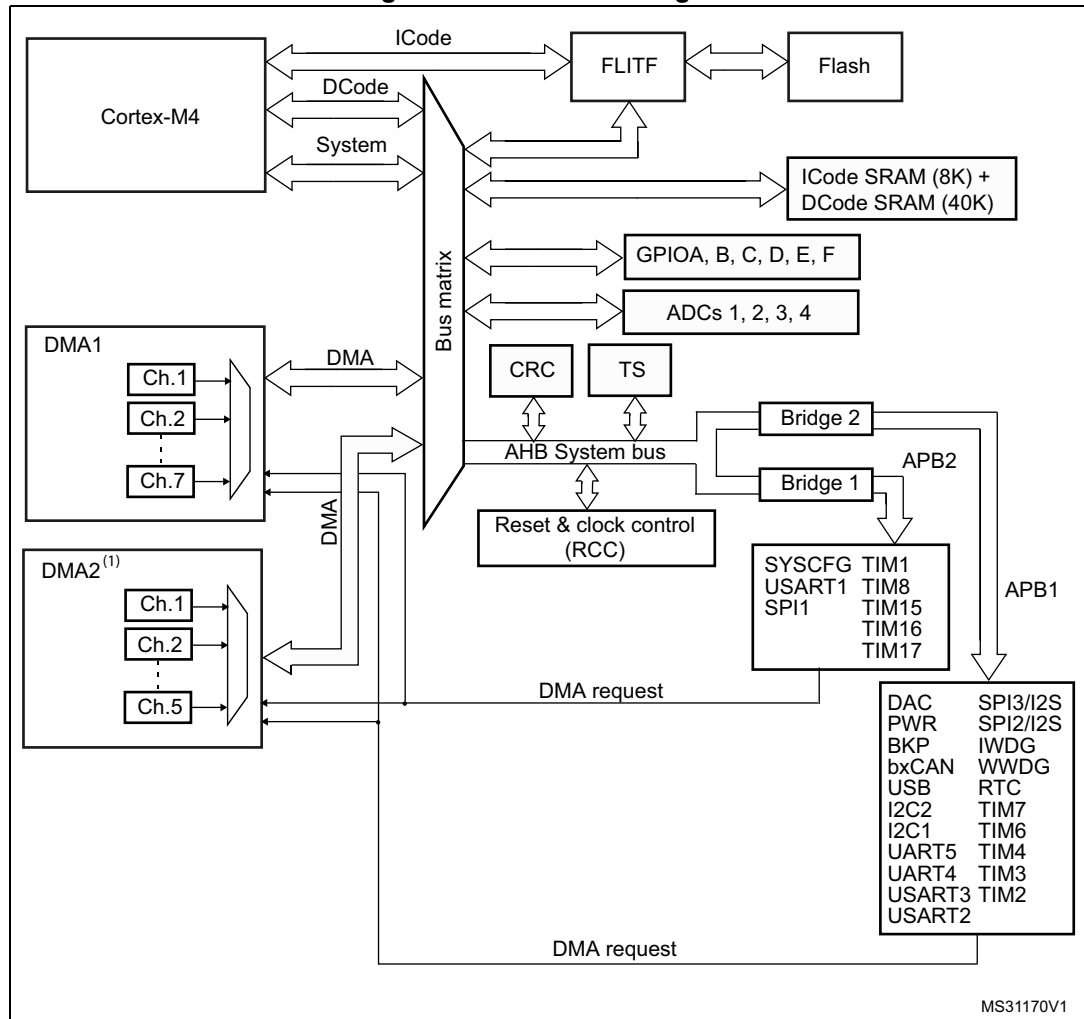 ICode
FLITF
Flash
Cortex-M4
DCode
System
ICode SRAM (8K) +
DCode SRAM (40K)
GPIOA, B, C, D, E, F
ADCs 1, 2, 3, 4
Bus matrix
DMA1
Ch.1
Ch.2
Ch.7
DMA
CRC
TS
AHB System bus
Bridge 2
Bridge 1
APB2
Reset & clock control
(RCC)
DMA
DMA2(1)
Ch.1
Ch.2
Ch.5
SYSCFG TIM1
USART1 TIM8
SPI1 TIM15
TIM16
TIM17
APB1
DMA request
DAC SPI3/I2S
PWR SPI2/I2S
BKP IWDG
bxCAN WWDG
USB RTC
I2C2 TIM7
I2C1 TIM6
UART5 TIM4
UART4 TIM3
USART3 TIM2
USART2
DMA request
MS31170V1